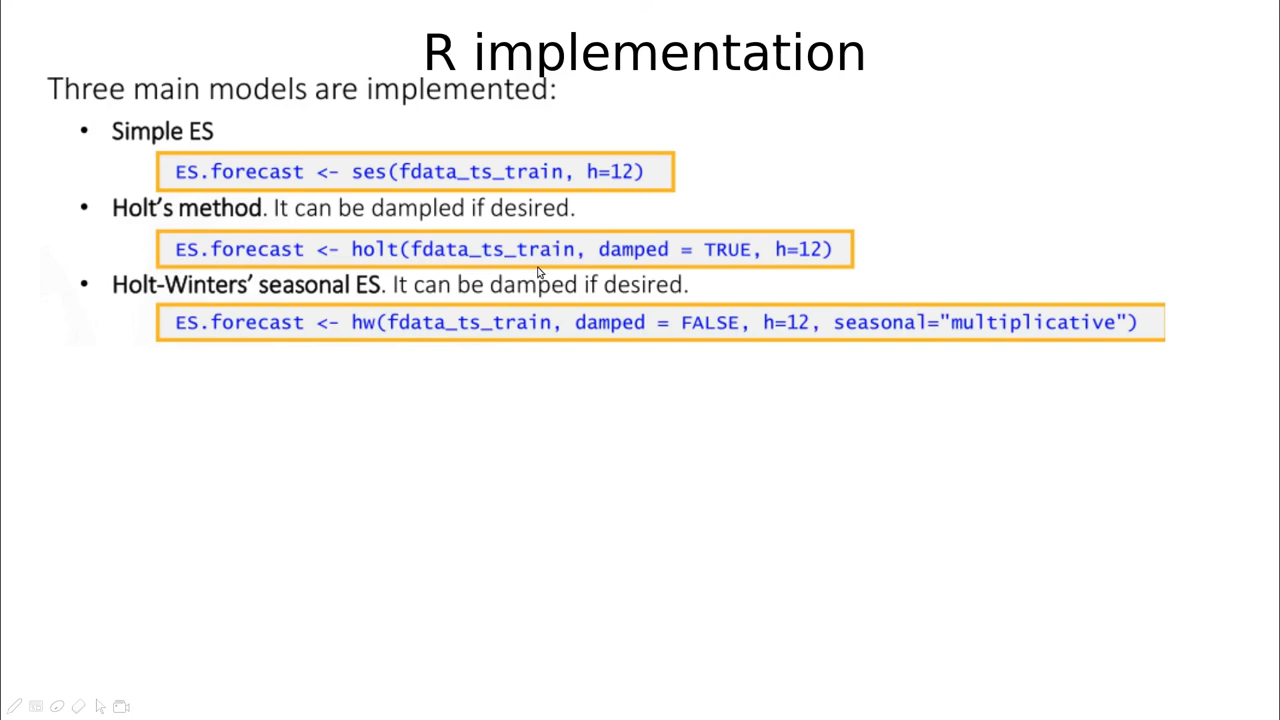 R implementation
Three main models are implemented:
• Simple ES
ES.forecast <- ses(fdata_ts_train, h=12)
• Holt's method. It can be dampled if desired.
ES.forecast <- holt(fdata_ts_train, damped = TRUE, h=12)
• Holt-Winters' seasonal ES. It can be damped if desired.
ES.forecast <- hw(fdata_ts_train, damped = FALSE, h=12, seasonal="multiplicative")